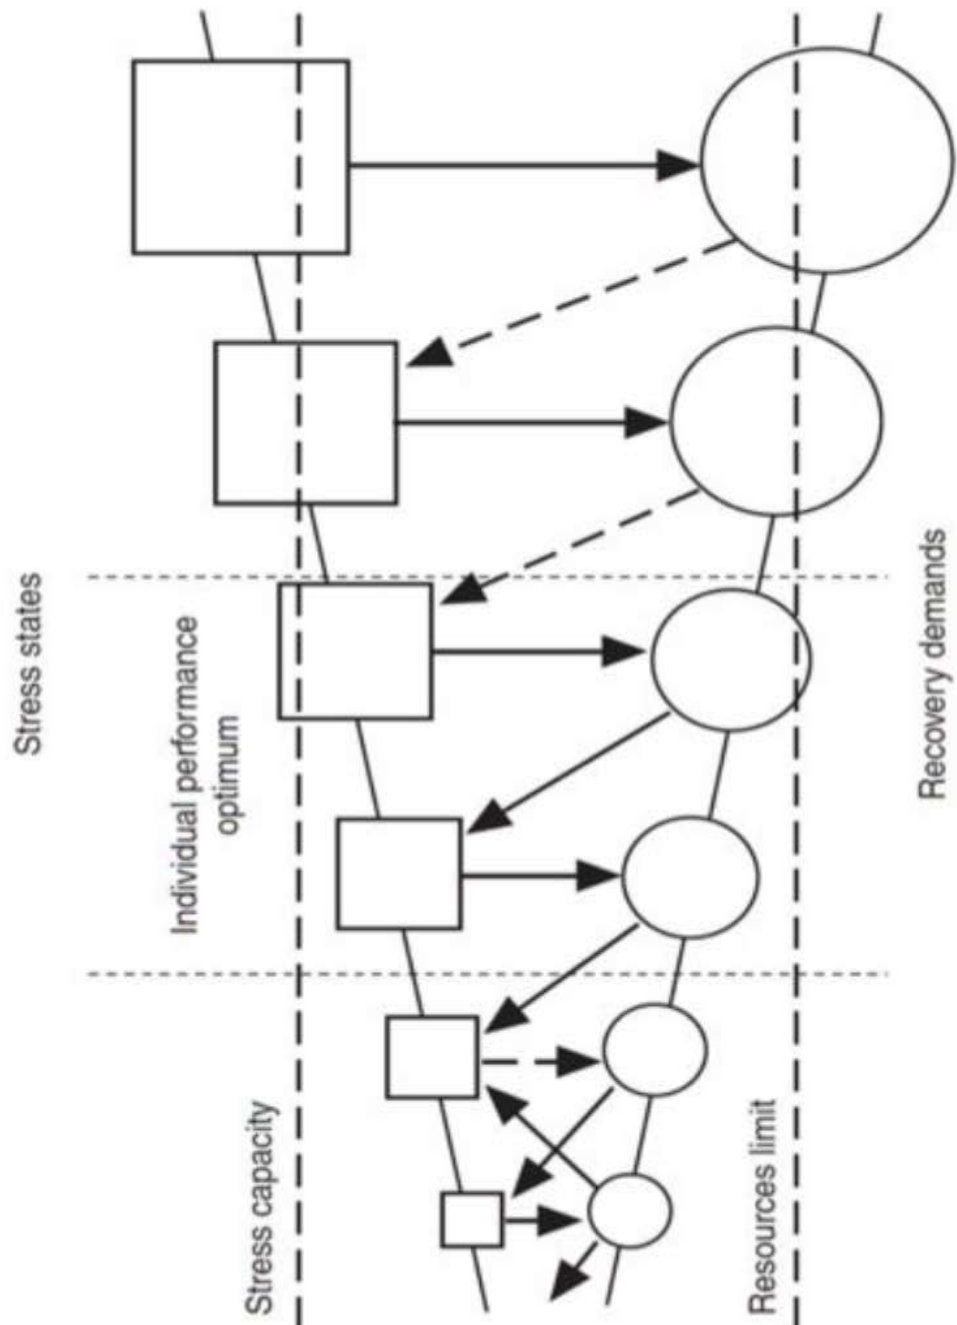 Stress states
Individual performance
optimum
Stress capacity
Resources limit
Recovery demands